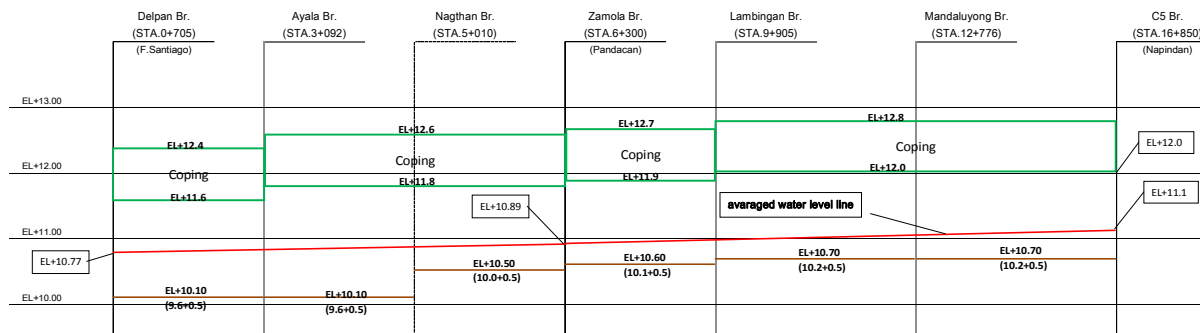 Delpan Br.
(STA.0+705)
(F.Santiago)
Ayala Br.
(STA.3+092)
Nagthan Br.
(STA.5+010)
Zamola Br.
(STA.6+300)
(Pandacan)
Lambingan Br.
(STA.9+905)
Mandaluyong Br.
(STA.12+776)
C5 Br.
(STA.16+850)
(Napindan)
EL+13.00
EL+12.4
EL+12.6
EL+12.7
EL+12.8
Coping
Coping
Coping
Coping
EL+12.00
EL+11.6
EL+11.8
EL+11.9
EL+12.0
EL+12.0
EL+10.89
avaraged water level line
EL+11.1
EL+11.00
EL+10.77
EL+10.50
(10.0+0.5)
EL+10.60
(10.1+0.5)
EL+10.70
(10.2+0.5)
EL+10.70
(10.2+0.5)
EL+10.00
EL+10.10
(9.6+0.5)
EL+10.10
(9.6+0.5)